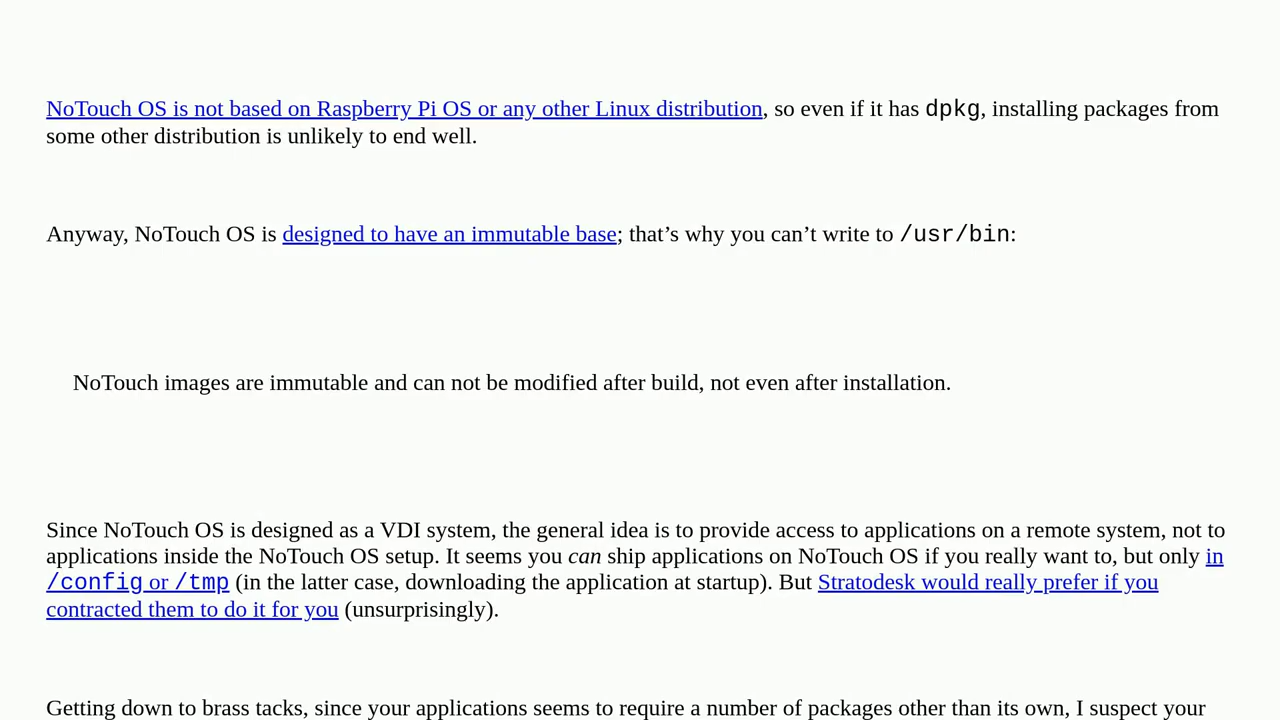 NoTouch OS is not based on Raspberry Pi OS or any other Linux distribution, so even if it has dpkg, installing packages from
some other distribution is unlikely to end well.
Anyway, NoTouch OS is designed to have an immutable base; that’s why you can’t write to /usr/bin:
NoTouch images are immutable and can not be modified after build, not even after installation.
Since NoTouch OS is designed as a VDI system, the general idea is to provide access to applications on a remote system, not to
applications inside the NoTouch OS setup. It seems you can ship applications on NoTouch OS if you really want to, but only in
/config or /tmp (in the latter case, downloading the application at startup). But Stratodesk would really prefer if you
contracted them to do it for you (unsurprisingly).
Getting down to brass tacks, since your applications seems to require a number of packages other than its own, I suspect your